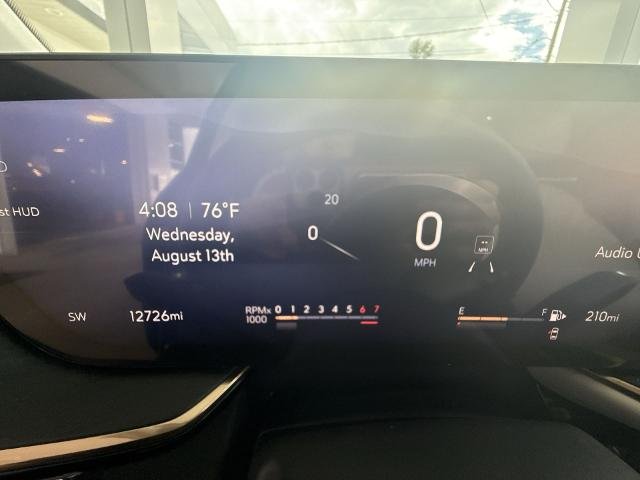 st HUD
4:08 | 76°F
Wednesday,
August 13th
20
0
0
MPH
-- MPH
Audio
SW
12726mi
RPMx 1000
0 1 2 3 4 5 6 7
E F
210mi